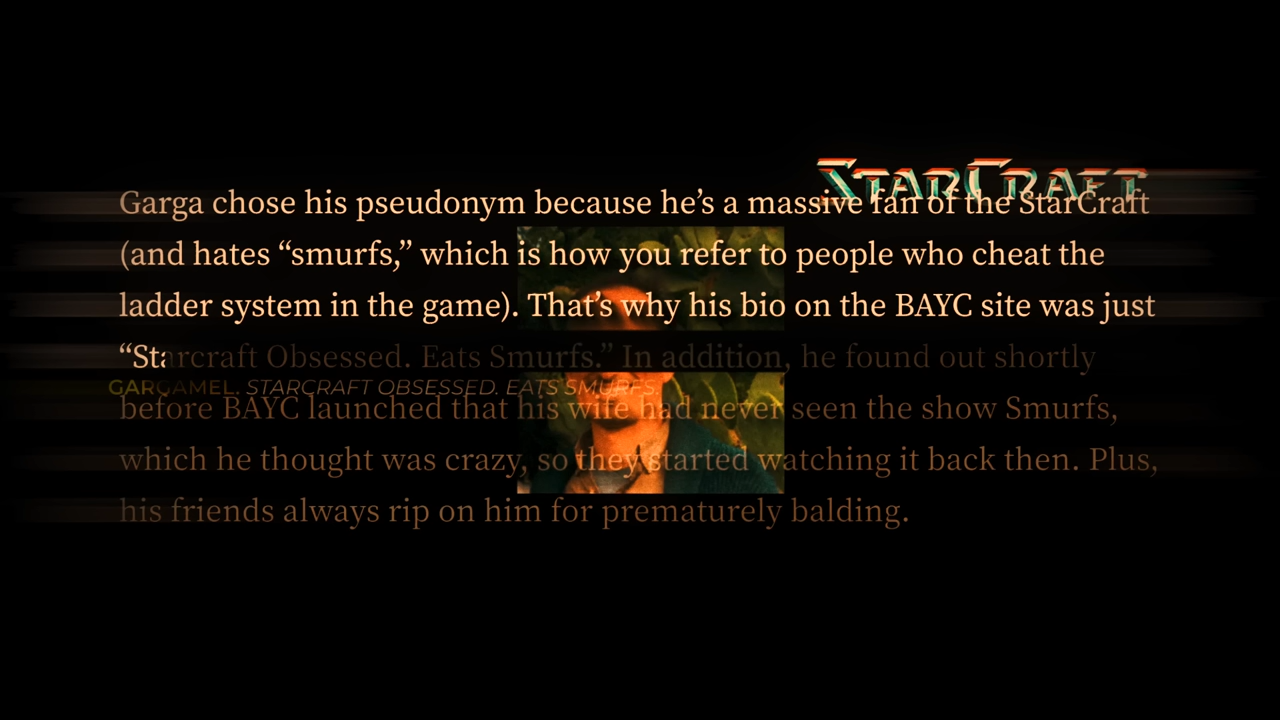 STARCRAFT
Garga chose his pseudonym because he’s a massive fan of the StarCraft
(and hates “smurfs,” which is how you refer to people who cheat the
ladder system in the game). That’s why his bio on the BAYC site was just
“Starcraft Obsessed. Eats Smurfs.” In addition, he found out shortly
GARGAMEL. STARCRAFT OBSESSED. EATS SMURFS.
before BAYC launched that his wife had never seen the show Smurfs,
which he thought was crazy, so they started watching it back then. Plus,
his friends always rip on him for prematurely balding.